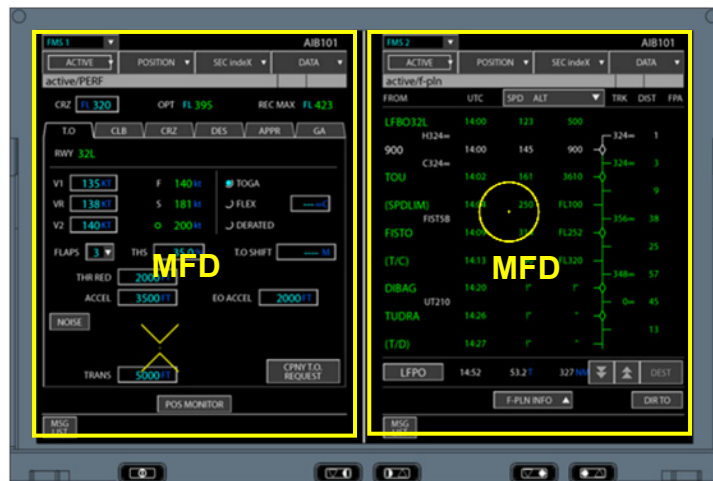 FMS 1 AIB101
ACTIVE POSITION SEC indeX DATA
active/PERF
CRZ FL 320 OPT FL 395 REC MAX FL 423
T.O CLB CRZ DES APPR GA
RWY 32L
V1 135 KT F 140 kt TOGA
VR 138 KT S 181 kt FLEX
V2 140 KT O 200 kt DERATED
FLAPS 3 THS T.O SHIFT ---- M
MFD
THR RED 2000 FT
ACCEL 3500 FT EO ACCEL 2000 FT
NOISE
TRANS 5000 FT CPNY T.O.
REQUEST
POS MONITOR
MSG
LIST
FMS 2 AIB101
ACTIVE POSITION SEC indeX DATA
active/f-pln
FROM UTC SPD ALT TRK DIST FPA
LFBO32L 14:00 123 500
H324 324 1
900 14:00 145 900
C324 324 3
TOU 14:02 161 3610
9
(SPDLIM) 14:04 250 FL100
FIST5B 356 38
FISTO 14:09 FL252
25
MFD
(T/C) 14:13 FL320
348 57
DIBAG 14:20 " "
UT210 0 45
TUDRA 14:26 " "
13
(T/D) 14:27 " "
LFPO 14:52 53.2 T 327 NM DEST
F-PLN INFO DIR TO
MSG
LIST